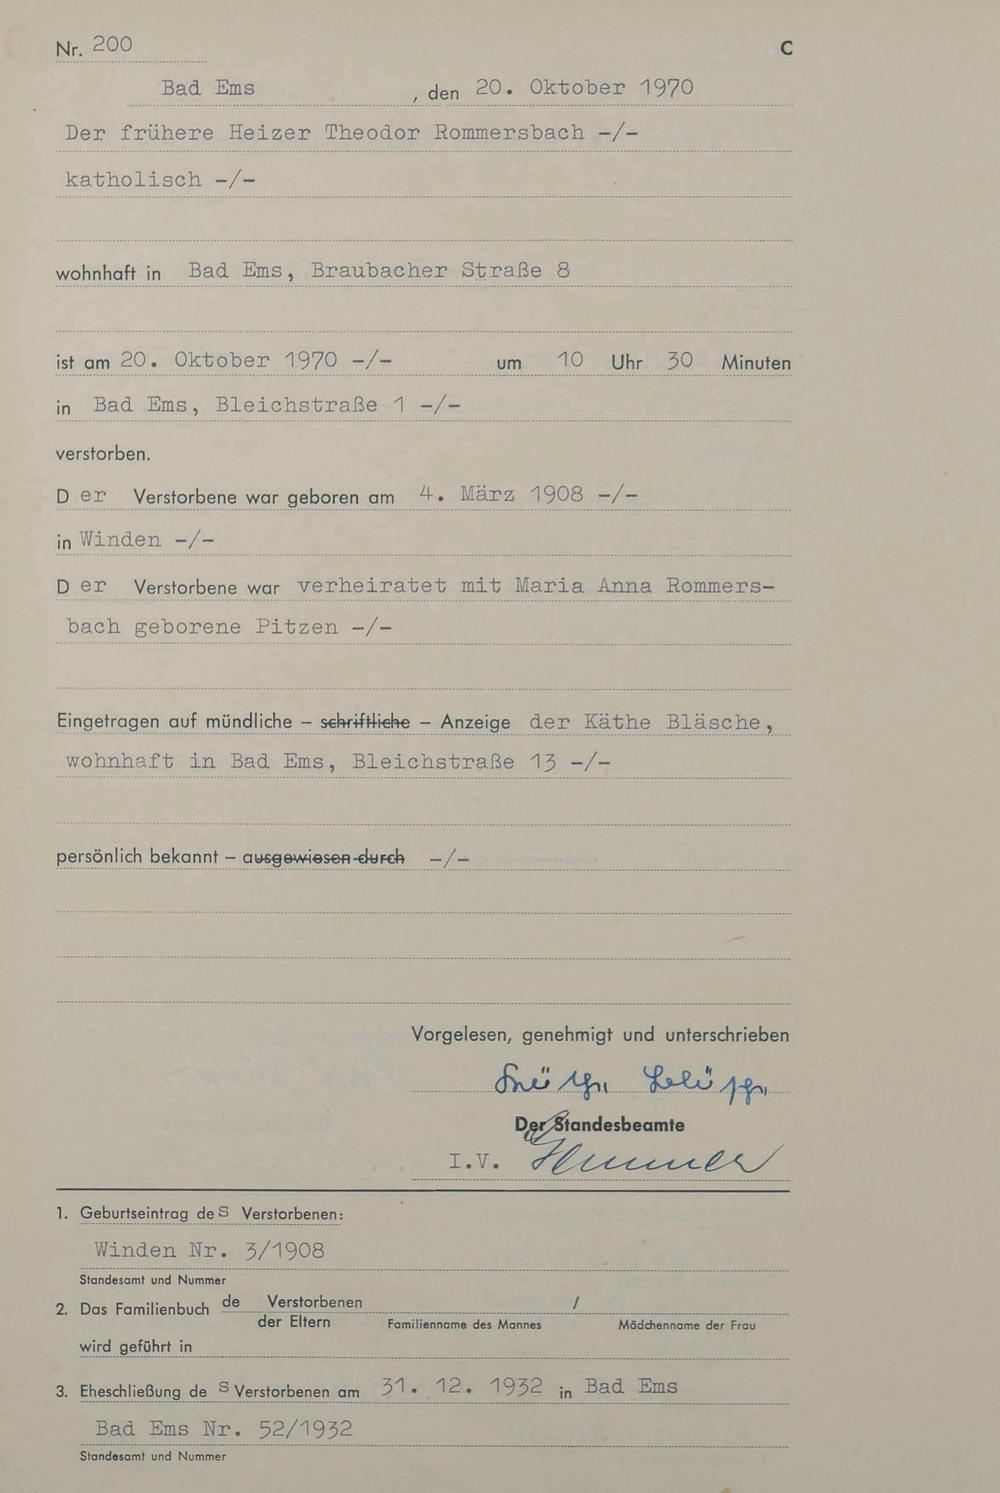 Nr. 200 C
Bad Ems , den 20. Oktober 1970
Der frühere Heizer Theodor Rommersbach -/-
katholisch -/-
wohnhaft in Bad Ems, Braubacher Straße 8
ist am 20. Oktober 1970 -/- um 10 Uhr 30 Minuten
in Bad Ems, Bleichstraße 1 -/-
verstorben.
D er Verstorbene war geboren am 4. März 1908 -/-
in Winden -/-
D er Verstorbene war verheiratet mit Maria Anna Rommers-
bach geborene Pitzen -/-
Eingetragen auf mündliche – schriftliche – Anzeige der Käthe Bläsche,
wohnhaft in Bad Ems, Bleichstraße 13 -/-
persönlich bekannt – ausgewiesen durch -/-
Vorgelesen, genehmigt und unterschrieben
Käthe Bläsche
Der Standesbeamte
I.V.
1. Geburtseintrag des Verstorbenen:
Winden Nr. 3/1908
Standesamt und Nummer
2. Das Familienbuch de Verstorbenen /
der Eltern Familienname des Mannes Mädchenname der Frau
wird geführt in
3. Eheschließung de s Verstorbenen am 31. 12. 1932 in Bad Ems
Bad Ems Nr. 52/1932
Standesamt und Nummer